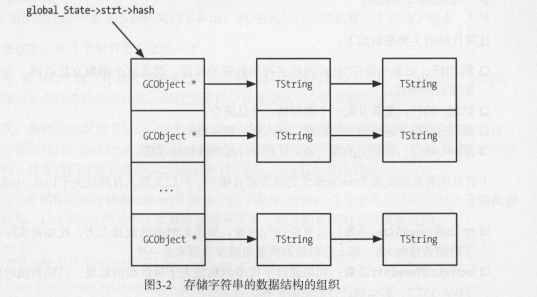 global_State->strt->hash
GCObject * TString TString
GCObject * TString TString
....
GCObject * TString TString
图3-2 存储字符串的数据结构的组织